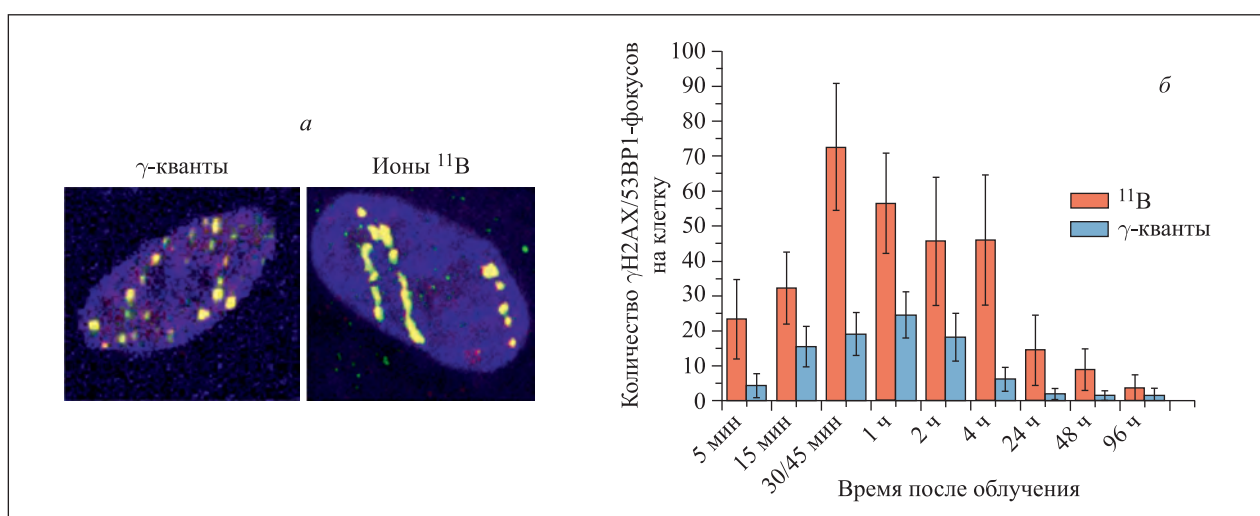 а
γ-кванты
Ионы ¹¹B
б
Количество γH2AX/53BP1-фокусов
на клетку
100
90
80
70
60
50
40
30
20
10
0
¹¹B
γ-кванты
5 мин
15 мин
30/45 мин
1 ч
2 ч
4 ч
24 ч
48 ч
96 ч
Время после облучения